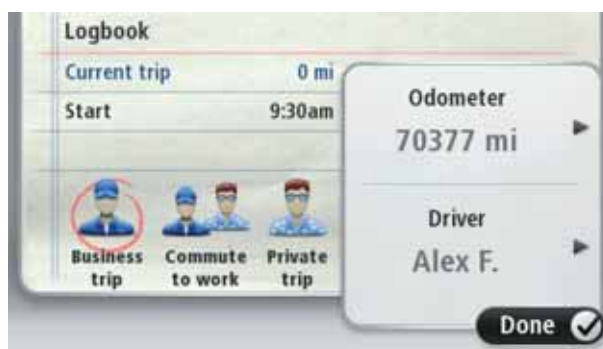 Logbook
Current trip 0 mi
Start 9:30am
Business trip
Commute to work
Private trip
Odometer
70377 mi
Driver
Alex F.
Done